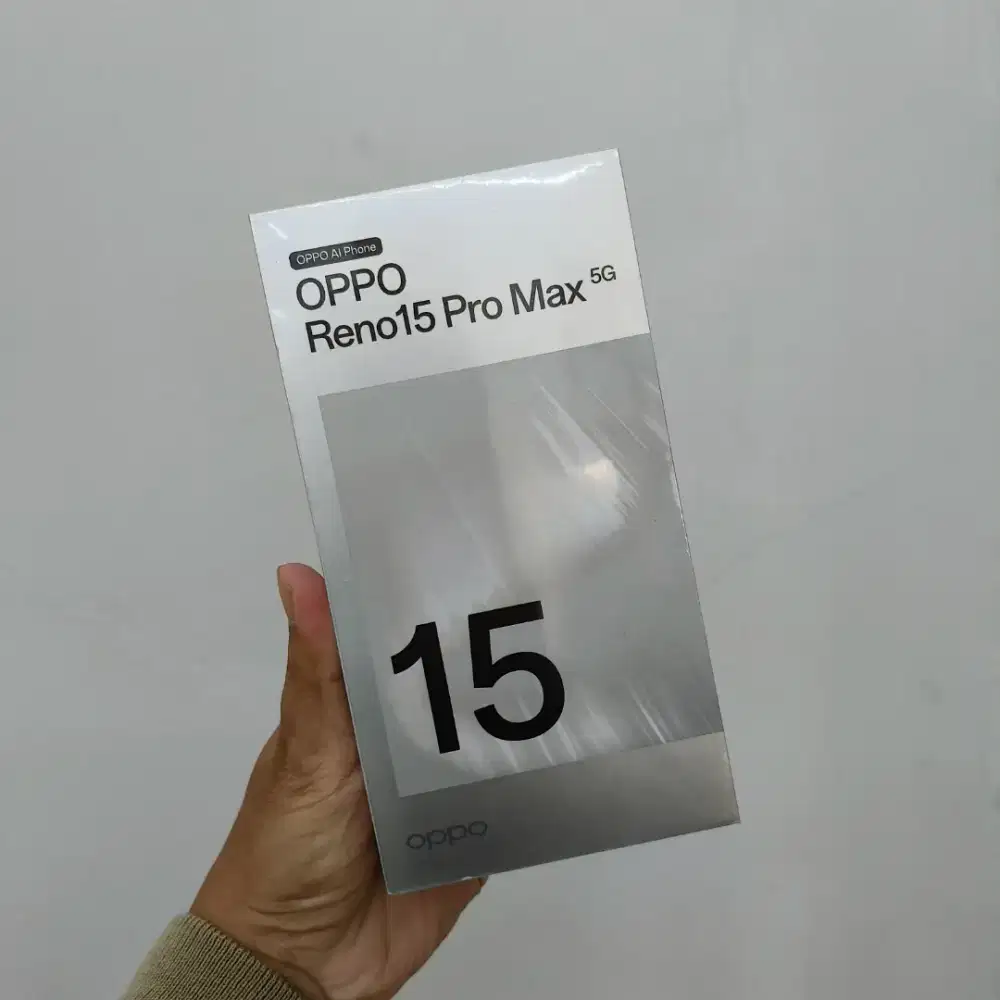 OPPO AI Phone
OPPO
Reno15 Pro Max 5G
15
oppo